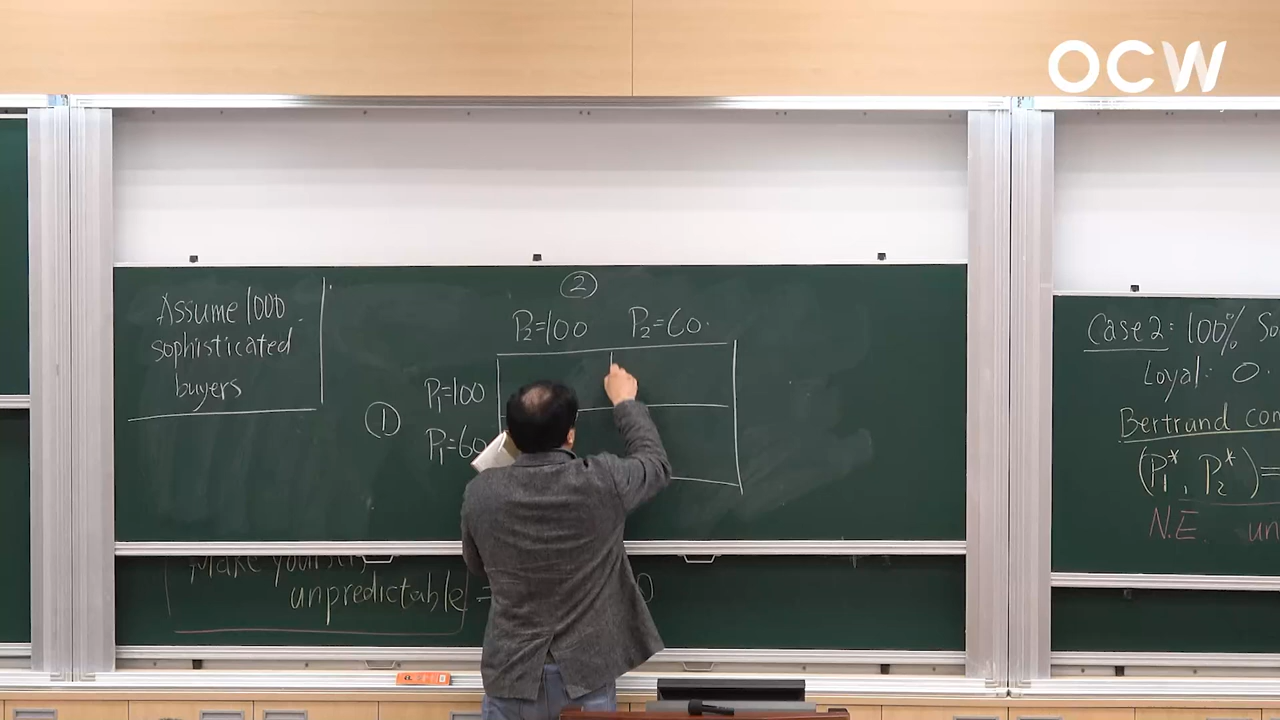 OCW
Assume 1000
sophisticated
buyers
②
P₂=100 P₂=60
①
P₁=100
P₁=60
Make
unpredictable =
Case 2: 100%
Loyal: 0.
Bertrand
(P₁*, P₂*)=
N.E.